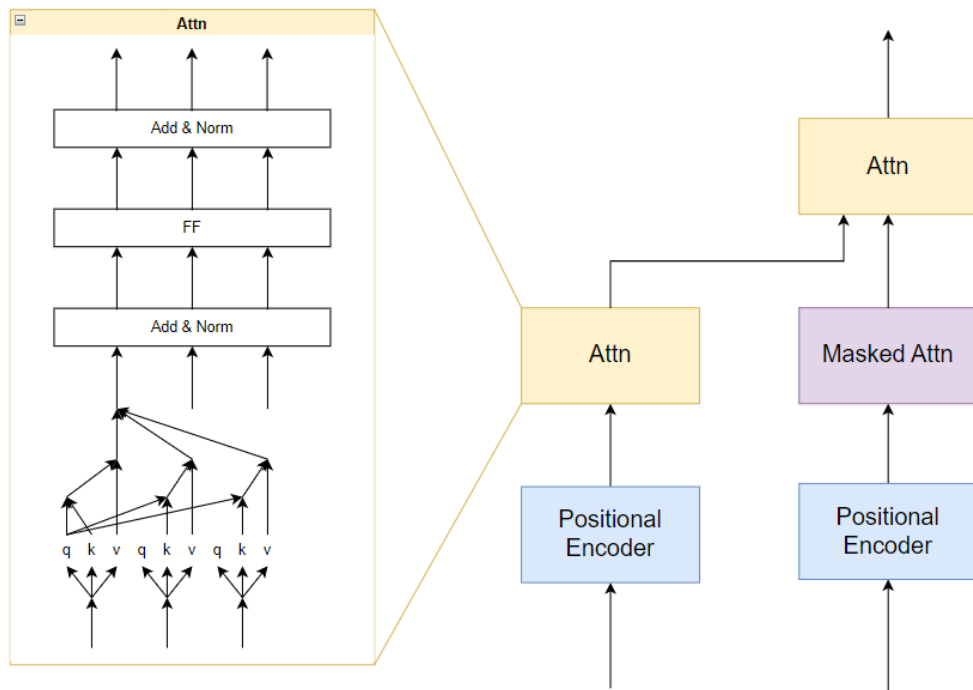 Attn
Add & Norm
FF
Add & Norm
q k v q k v q k v
Attn
Attn
Masked Attn
Positional
Encoder
Positional
Encoder